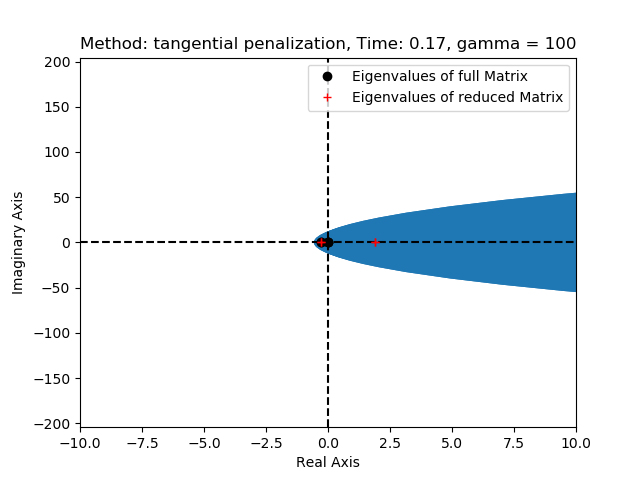 Method: tangential penalization, Time: 0.17, gamma = 100
Eigenvalues of full Matrix
Eigenvalues of reduced Matrix
200
150
100
50
0
−50
−100
−150
−200
Imaginary Axis
−10.0 −7.5 −5.0 −2.5 0.0 2.5 5.0 7.5 10.0
Real Axis